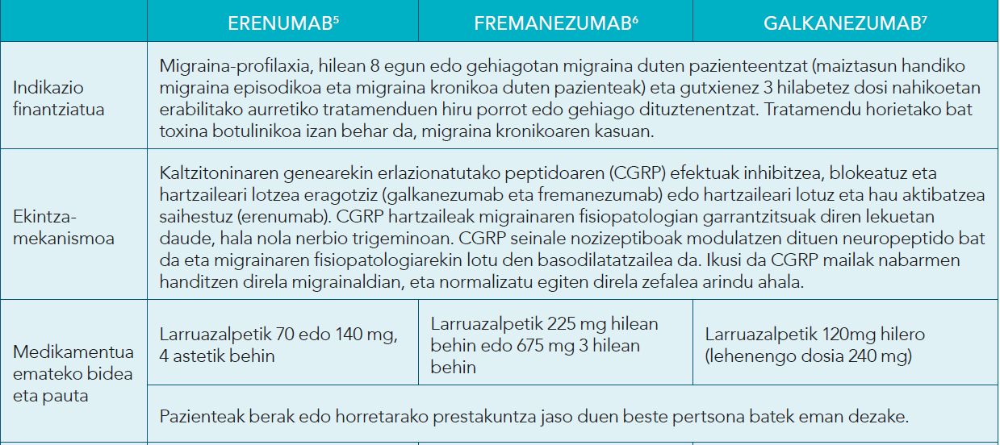 ERENUMAB⁵ FREMANEZUMAB⁶ GALKANEZUMAB⁷
Indikazio
finantziatua
Migraina-profilaxia, hilean 8 egun edo gehiagotan migraina duten pazienteentzat (maiztasun handiko
migraina episodikoa eta migraina kronikoa duten pazienteak) eta gutxienez 3 hilabetez dosi nahikoetan
erabilitako aurretiko tratamenduen hiru porrot edo gehiago dituztenentzat. Tratamendu horietako bat
toxina botulinikoa izan behar da, migraina kronikoaren kasuan.
Ekintza-
mekanismoa
Kaltzitoninaren genearekin erlazionatutako peptidoaren (CGRP) efektuak inhibitzea, blokeatuz eta
hartzaileari lotzea eragotziz (galkanezumab eta fremanezumab) edo hartzaileari lotuz eta hau aktibatzea
saihestuz (erenumab). CGRP hartzaileak migrainaren fisiopatologian garrantzitsuak diren lekuetan
daude, hala nola nerbio trigeminoan. CGRP seinale nozizeptiboak modulatzen dituen neuropeptido bat
da eta migrainaren fisiopatologiarekin lotu den basodilatatzailea da. Ikusi da CGRP mailak nabarmen
handitzen direla migrainaldian, eta normalizatu egiten direla zefalea arindu ahala.
Medikamentua
emateko bidea
eta pauta
Larruazalpetik 70 edo 140 mg,
4 astetik behin
Larruazalpetik 225 mg hilean
behin edo 675 mg 3 hilean
behin
Larruazalpetik 120mg hilero
(lehenengo dosia 240 mg)
Pazienteak berak edo horretarako prestakuntza jaso duen beste pertsona batek eman dezake.